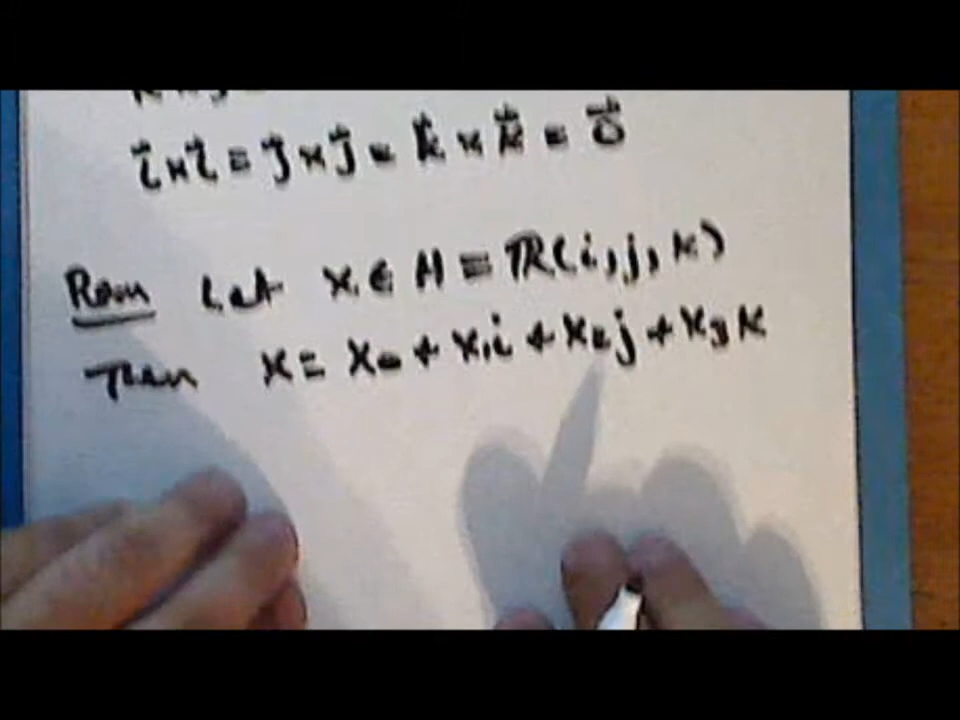 i⃗ × i⃗ = j⃗ × j⃗ = k⃗ × k⃗ = 0⃗
Rem Let x ∈ H ≡ R(i, j, k)
Then x = x₀ + x₁i + x₂j + x₃k